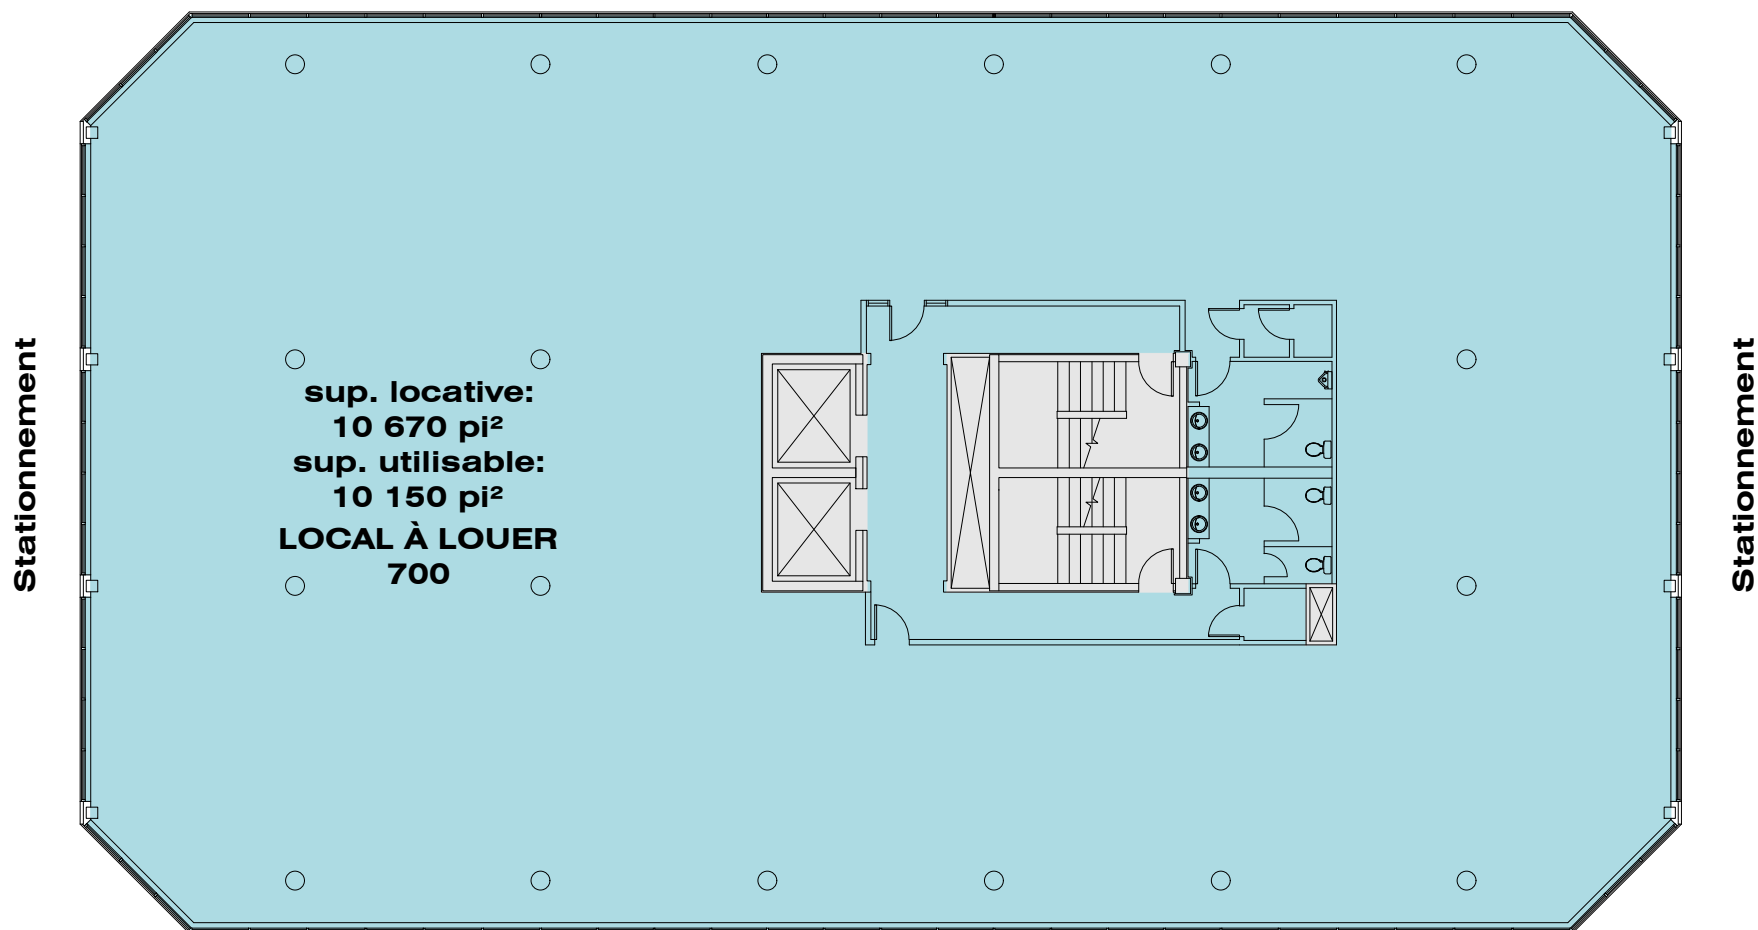 Stationnement
sup. locative:
10 670 pi²
sup. utilisable:
10 150 pi²
LOCAL À LOUER
700
Stationnement